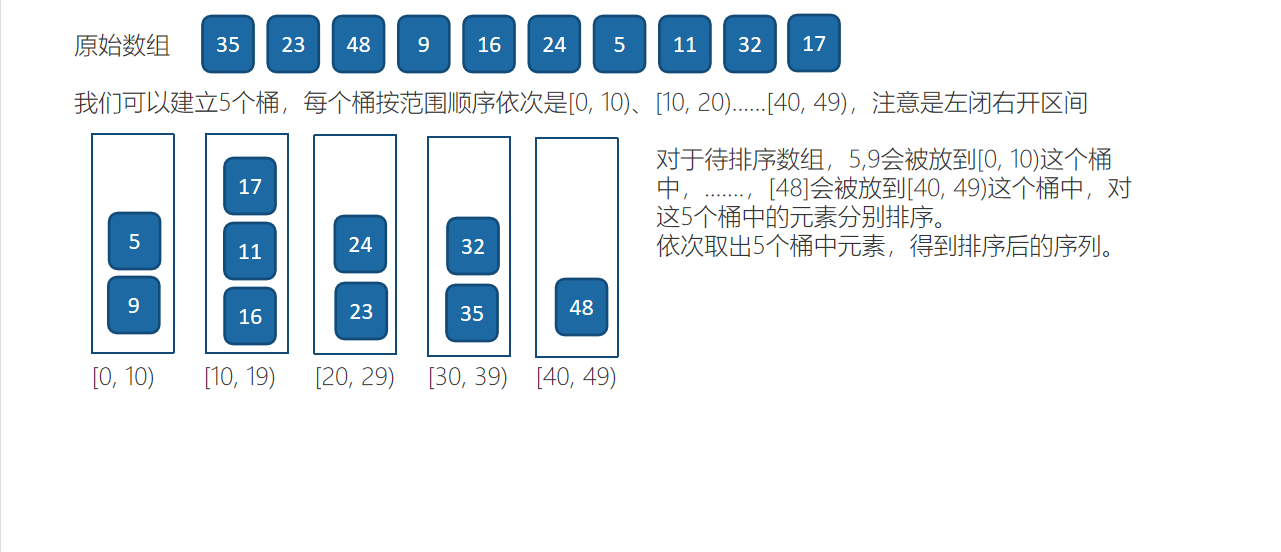 原始数组 35 23 48 9 16 24 5 11 32 17
我们可以建立5个桶，每个桶按范围顺序依次是[0, 10)、[10, 20)......[40, 49)，注意是左闭右开区间
对于待排序数组，5,9会被放到[0, 10)这个桶
中，.......，[48]会被放到[40, 49)这个桶中，对
这5个桶中的元素分别排序。
依次取出5个桶中元素，得到排序后的序列。
17
5 11 24 32
9 16 23 35 48
[0, 10) [10, 19) [20, 29) [30, 39) [40, 49)